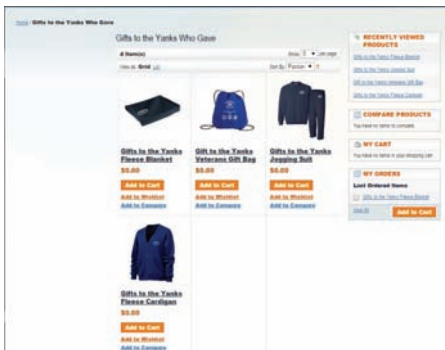 Home / Gifts to the Yanks Who Gave
Gifts to the Yanks Who Gave
4 Item(s)
Show per page
View as: Grid List
Sort By Position
Gifts to the Yanks
Fleece Blanket
$0.00
Add to Cart
Add to Wishlist
Add to Compare
Gifts to the Yanks
Veterans Gift Bag
$0.00
Add to Cart
Add to Wishlist
Add to Compare
Gifts to the Yanks
Jogging Suit
$0.00
Add to Cart
Add to Wishlist
Add to Compare
Gifts to the Yanks
Fleece Cardigan
$0.00
Add to Cart
Add to Wishlist
Add to Compare
RECENTLY VIEWED
PRODUCTS
Gifts to the Yanks Fleece Blanket
Gifts to the Yanks Jogging Suit
Gifts to the Yanks Veterans Gift Bag
Gifts to the Yanks Fleece Cardigan
COMPARE PRODUCTS
You have no items to compare.
MY CART
You have no items in your shopping cart.
MY ORDERS
Last Ordered Items
Gifts to the Yanks Fleece Blanket
View All
Add to Cart